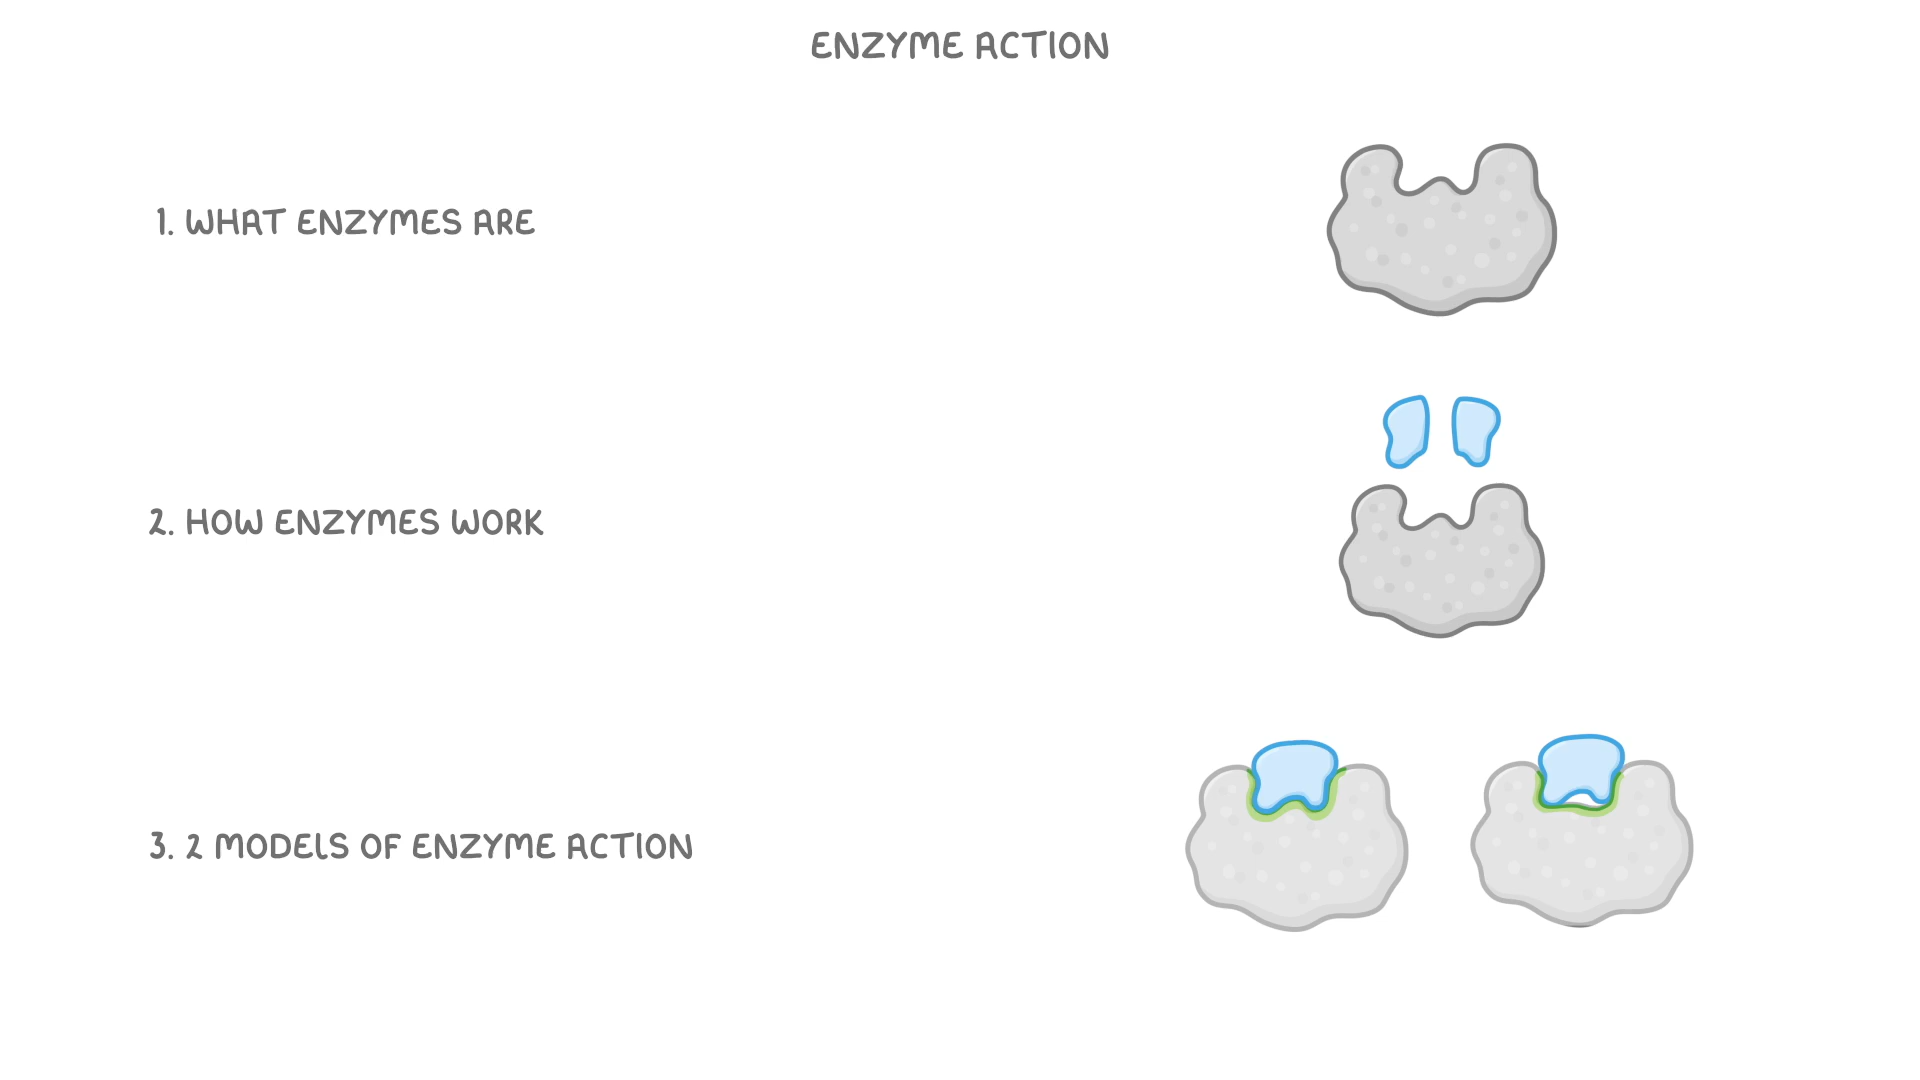 ENZYME ACTION
1. WHAT ENZYMES ARE
2. HOW ENZYMES WORK
3. 2 MODELS OF ENZYME ACTION